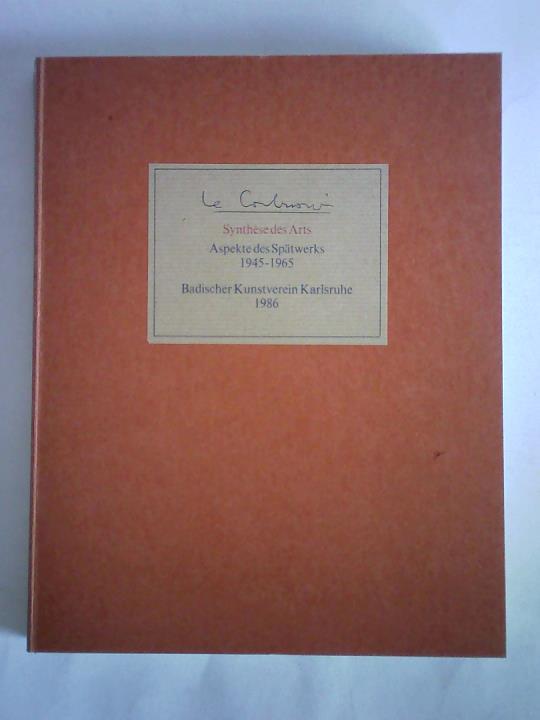 Le Corbusier
Synthèse des Arts
Aspekte des Spätwerks
1945-1965
Badischer Kunstverein Karlsruhe
1986